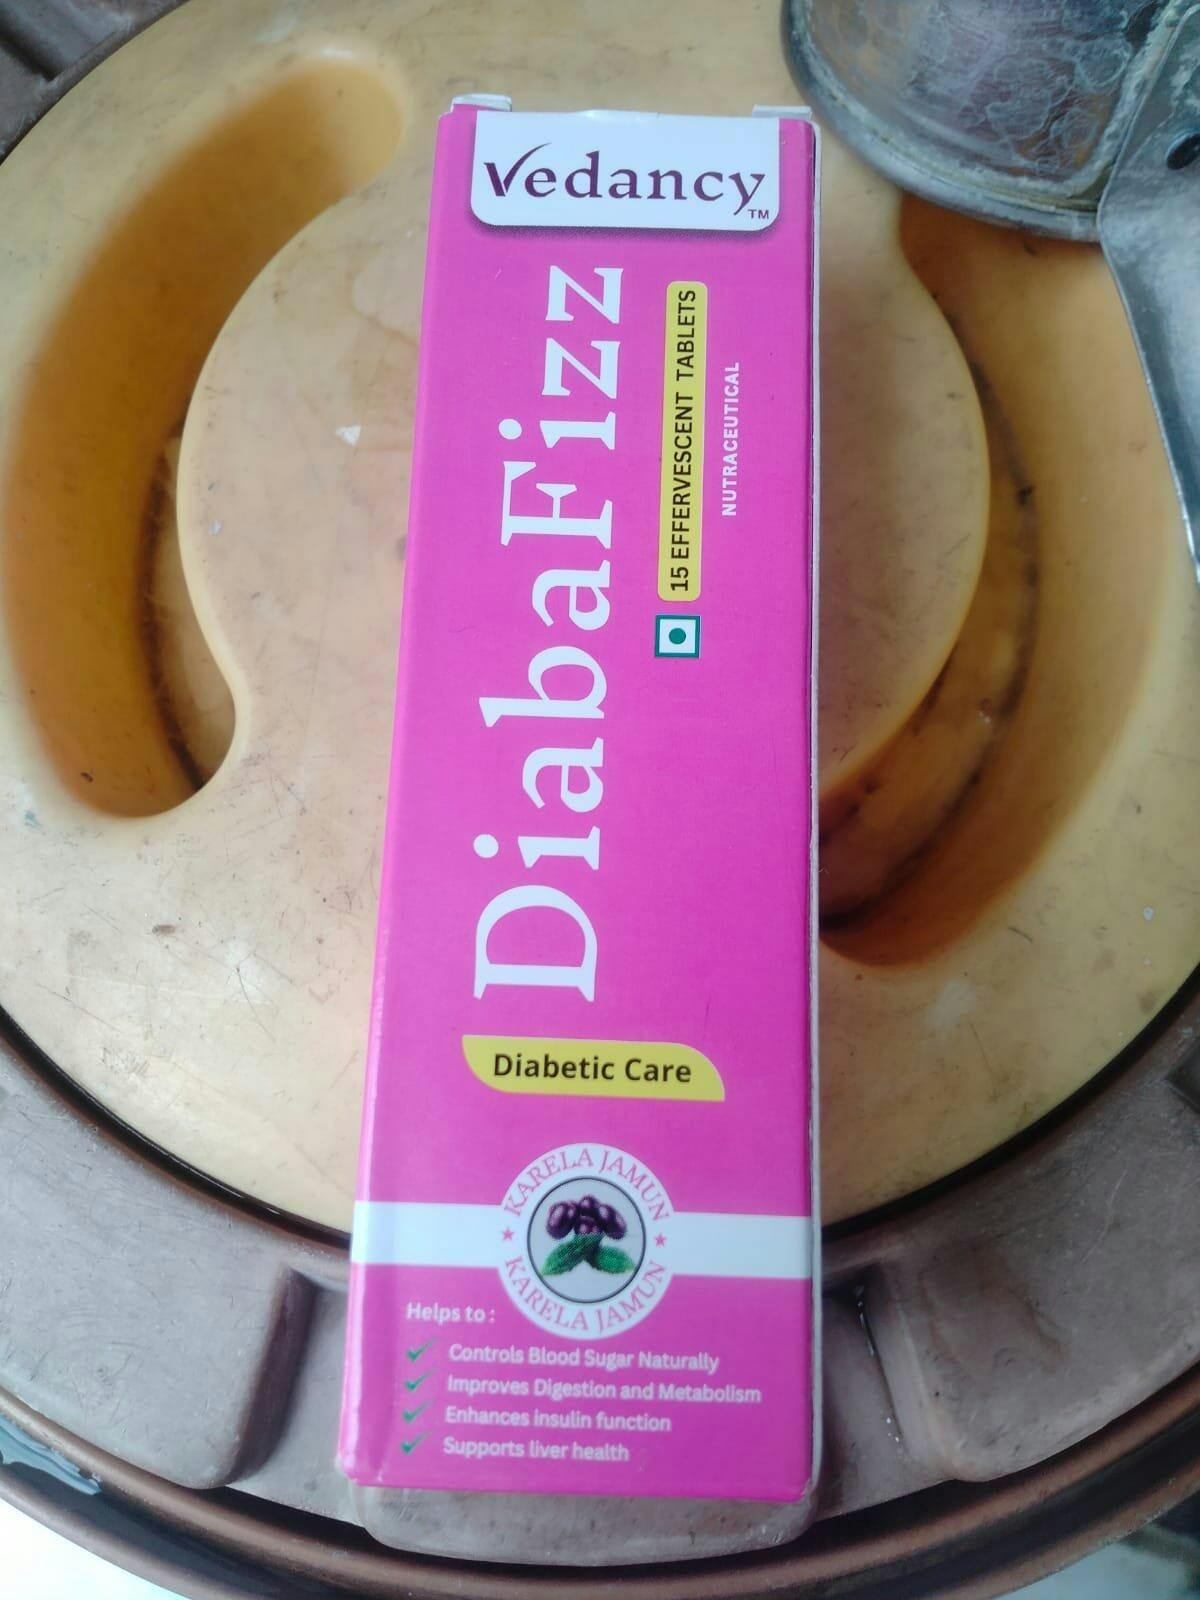 Vedancy
TM
DiabaFizz
15 EFFERVESCENT TABLETS
NUTRACEUTICAL
Diabetic Care
KARELA JAMUN
KARELA JAMUN
Helps to :
Controls Blood Sugar Naturally
Improves Digestion and Metabolism
Enhances insulin function
Supports liver health